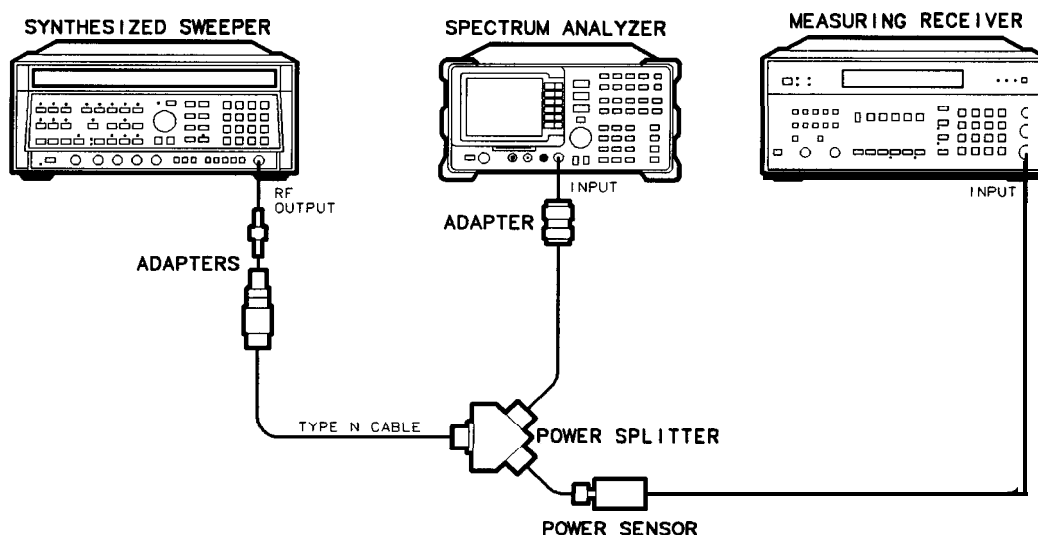 SYNTHESIZED SWEEPER
SPECTRUM ANALYZER
MEASURING RECEIVER
RF
OUTPUT
INPUT
INPUT
ADAPTER
ADAPTERS
TYPE N CABLE
POWER SPLITTER
POWER SENSOR